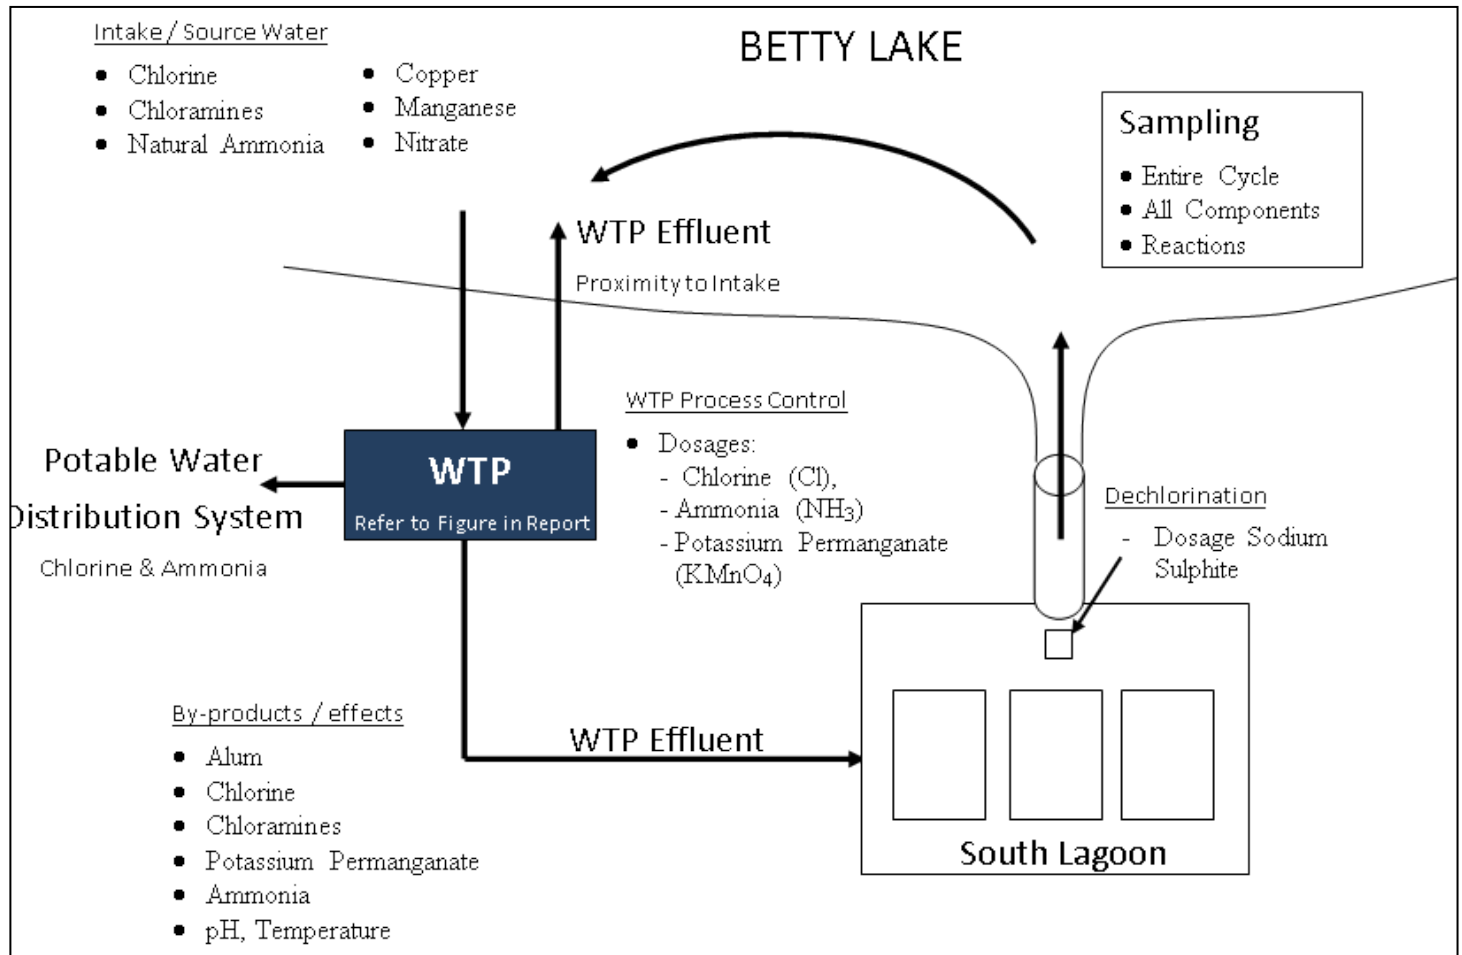 Intake / Source Water
● Chlorine
● Chloramines
● Natural Ammonia
● Copper
● Manganese
● Nitrate
BETTY LAKE
Sampling
● Entire Cycle
● All Components
● Reactions
WTP Effluent
Proximity to Intake
WTP Process Control
● Dosages:
- Chlorine (Cl),
- Ammonia (NH₃)
- Potassium Permanganate
(KMnO₄)
Potable Water
Distribution System
Chlorine & Ammonia
WTP
Refer to Figure in Report
Dechlorination
- Dosage Sodium
Sulphite
By-products / effects
● Alum
● Chlorine
● Chloramines
● Potassium Permanganate
● Ammonia
● pH, Temperature
WTP Effluent
South Lagoon